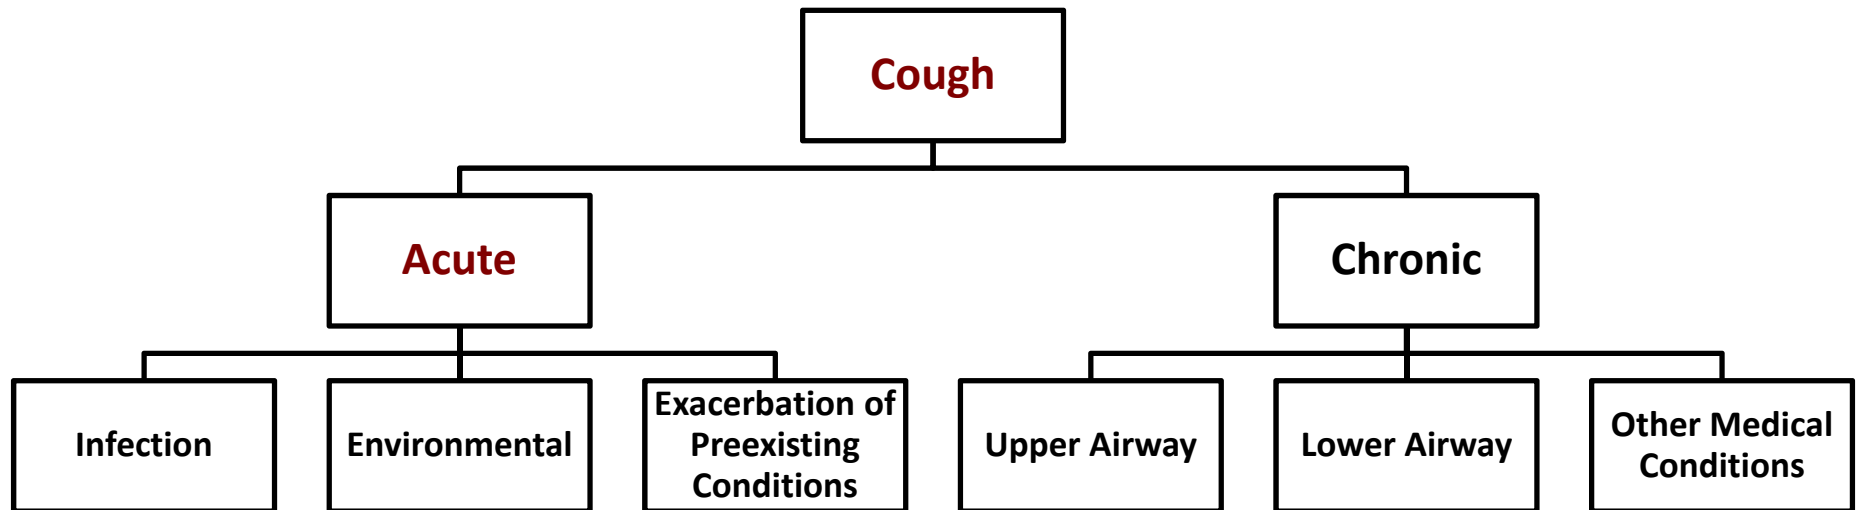 Cough
Acute
Chronic
Infection
Environmental
Exacerbation of
Preexisting
Conditions
Upper Airway
Lower Airway
Other Medical
Conditions